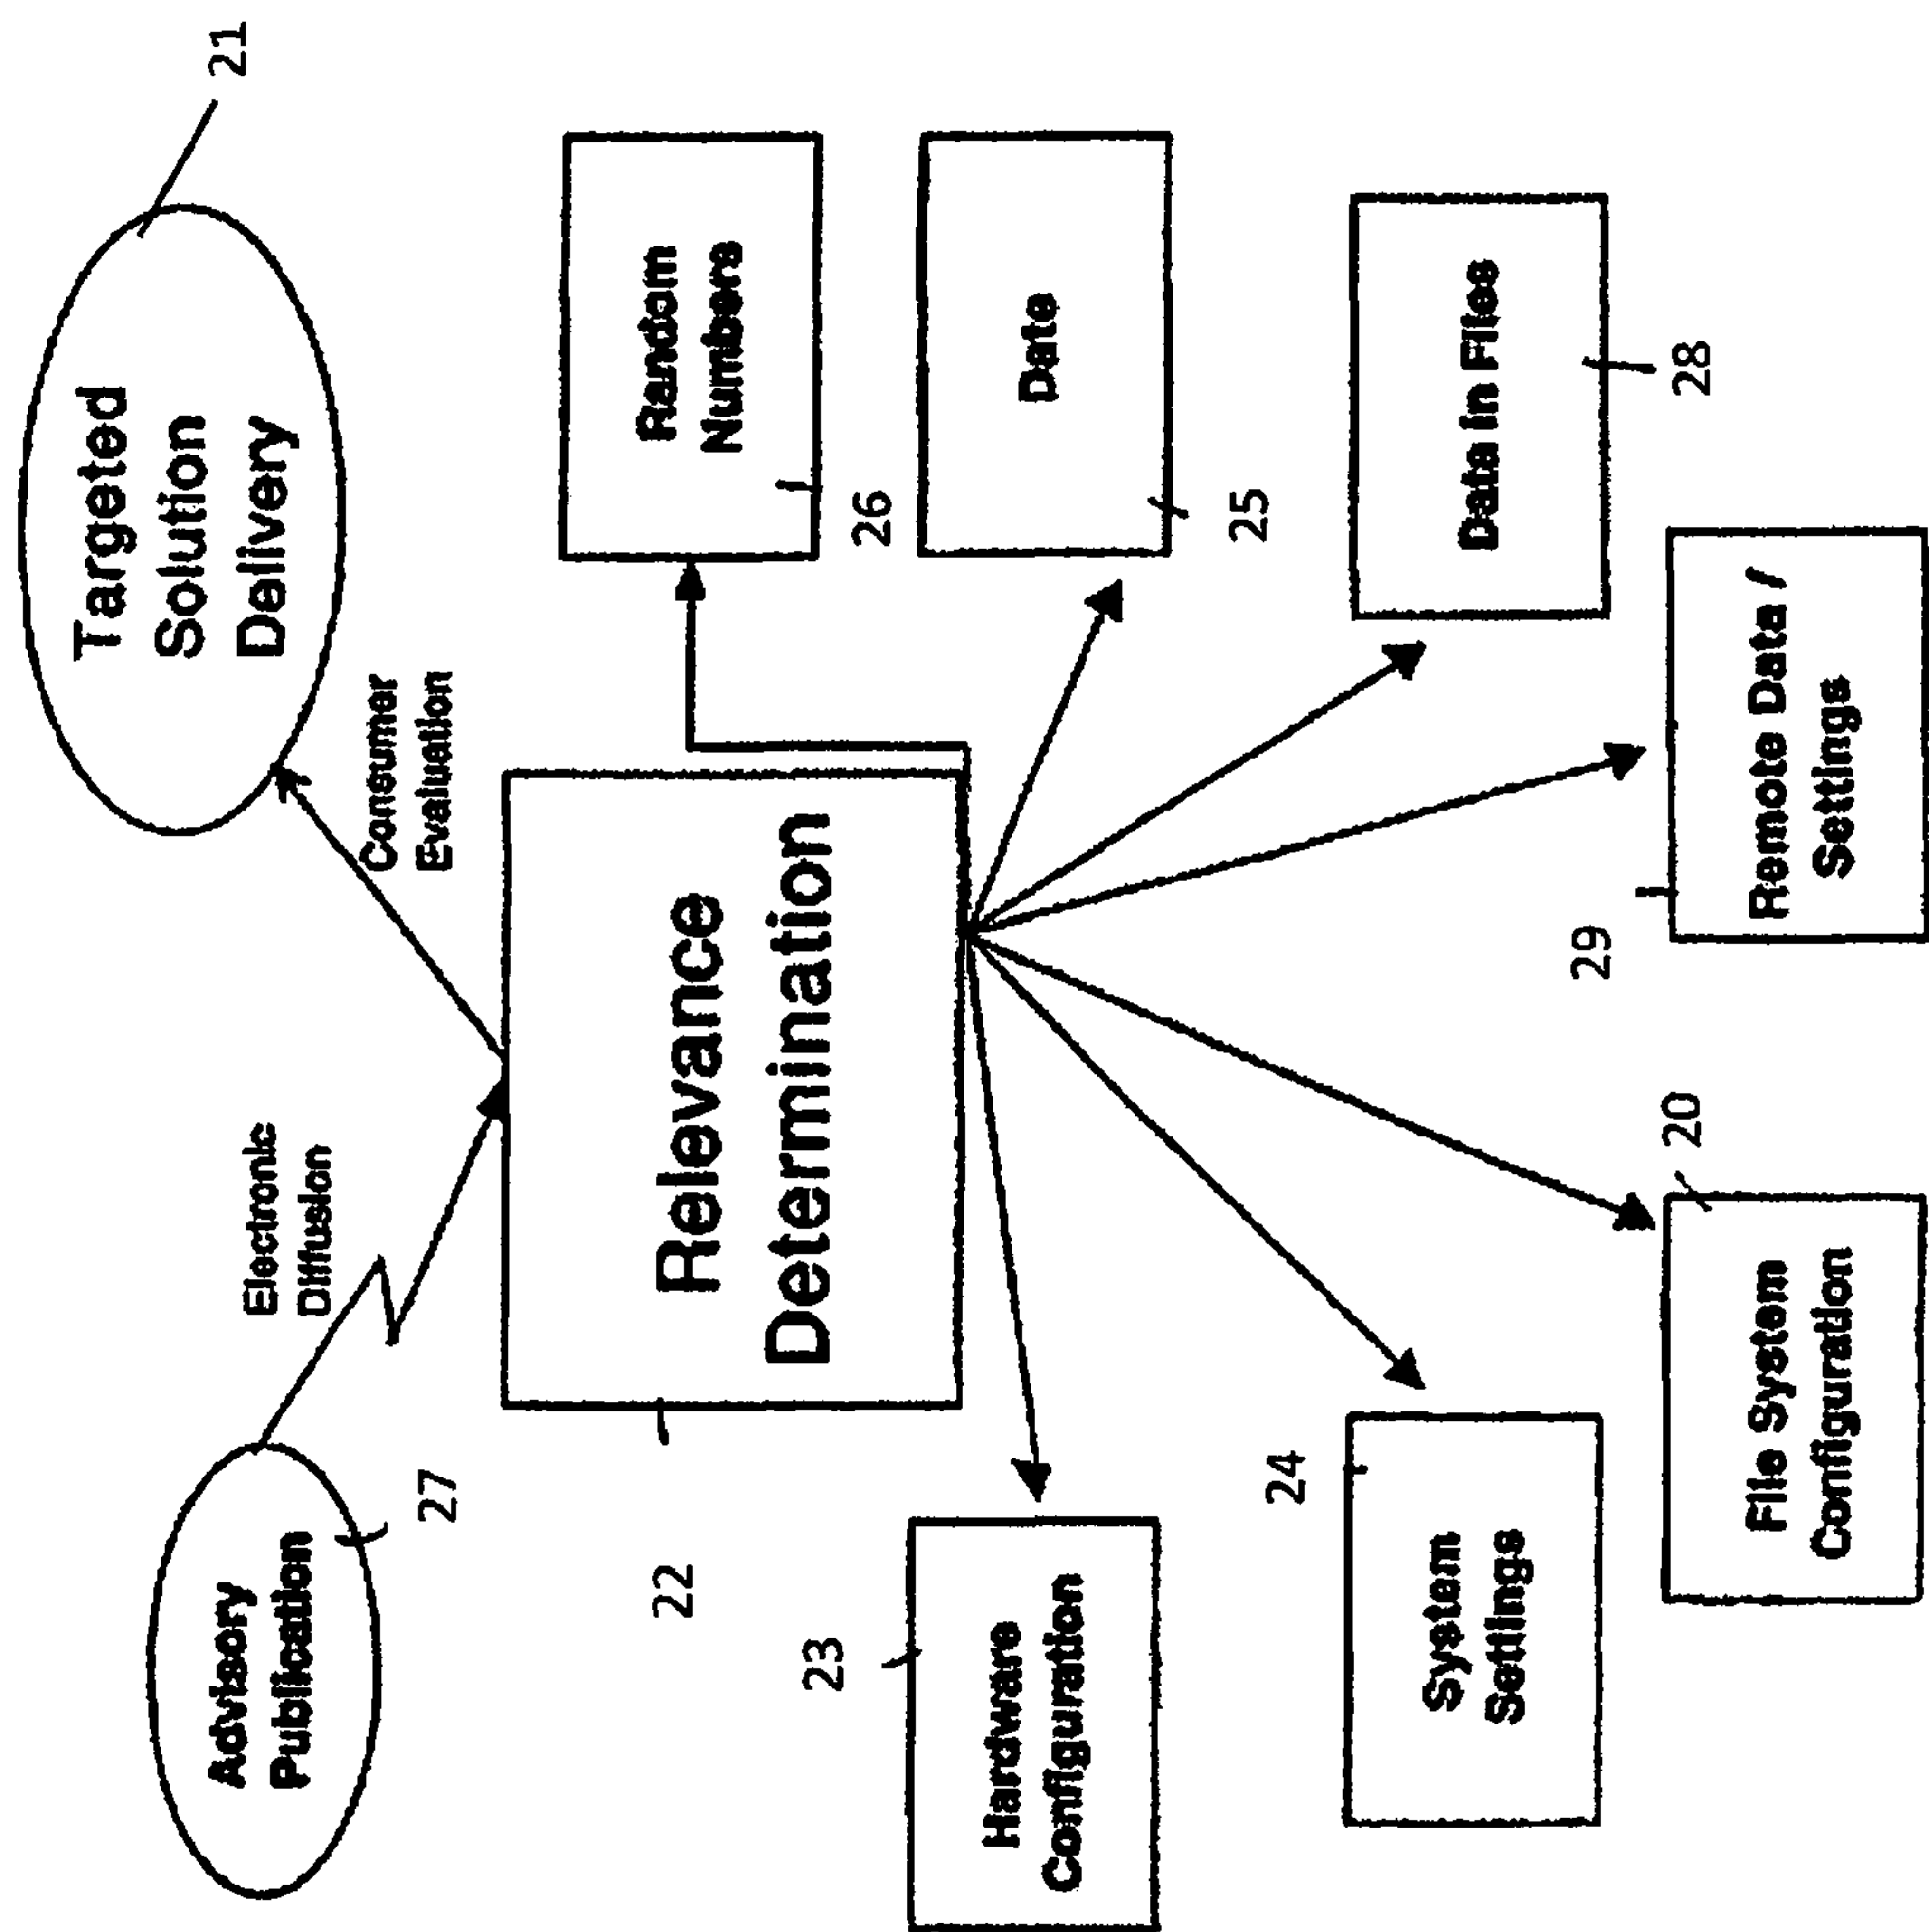 Advisory
Publication
27
Electronic
Diffusion
Consumer
Evaluation
Targeted
Solution
Delivery
21
22
Relevance
Determination
23
Hardware
Configuration
24
System
Settings
20
File System
Configuration
29
Remote Data /
Settings
Data in Files
28
Date
25
Random
Numbers
26